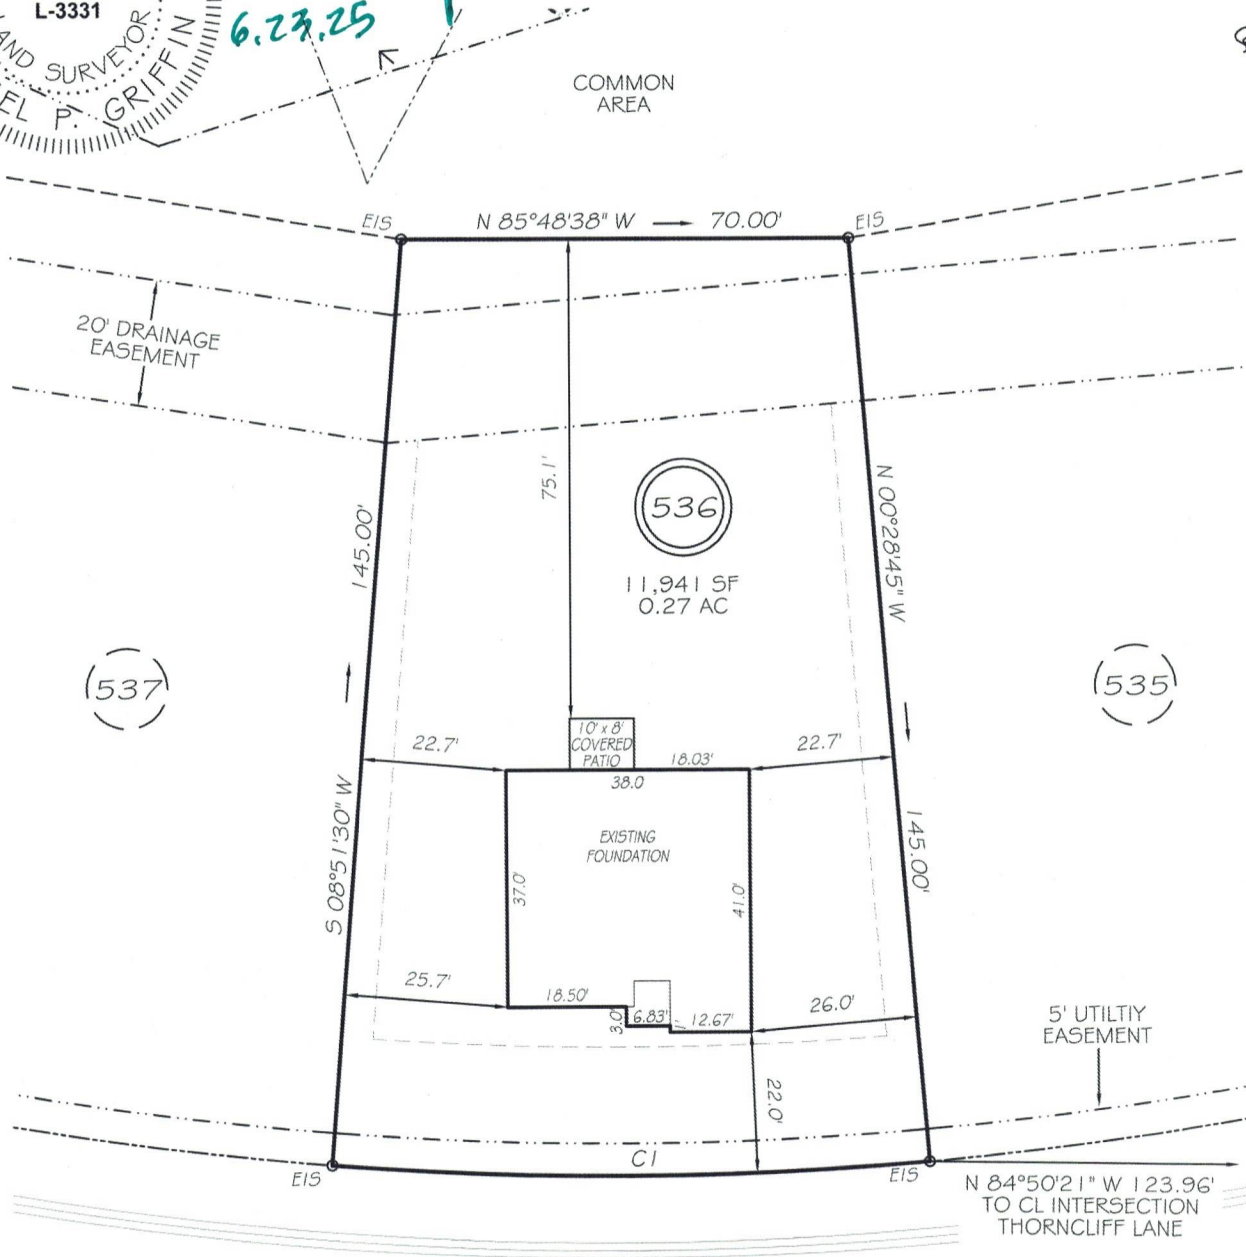 L-3331
AND SURVEYOR
EL P. GRIFFIN
6.23.25
COMMON
AREA
EIS
N 85°48'38" W
70.00'
EIS
20' DRAINAGE
EASEMENT
75.1'
536
11,941 SF
0.27 AC
145.00'
S 08°51'30" W
N 00°28'45" W
145.00'
537
535
22.7'
10' x 8'
COVERED
PATIO
18.03'
22.7'
38.0
EXISTING
FOUNDATION
37.0'
41.0'
25.7'
18.50'
3.0'
6.83'
1'
12.67'
26.0'
22.0'
5' UTILTIY
EASEMENT
C1
EIS
EIS
N 84°50'21" W 123.96'
TO CL INTERSECTION
THORNCLIFF LANE